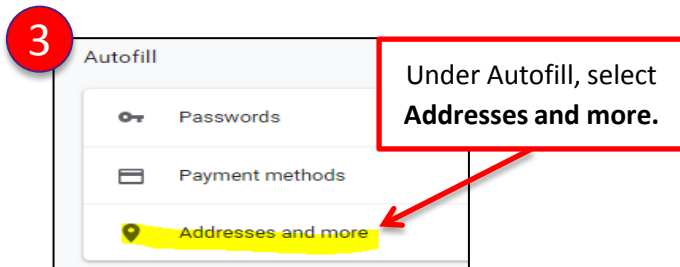 3
Autofill
Under Autofill, select
Addresses and more.
Passwords
Payment methods
Addresses and more